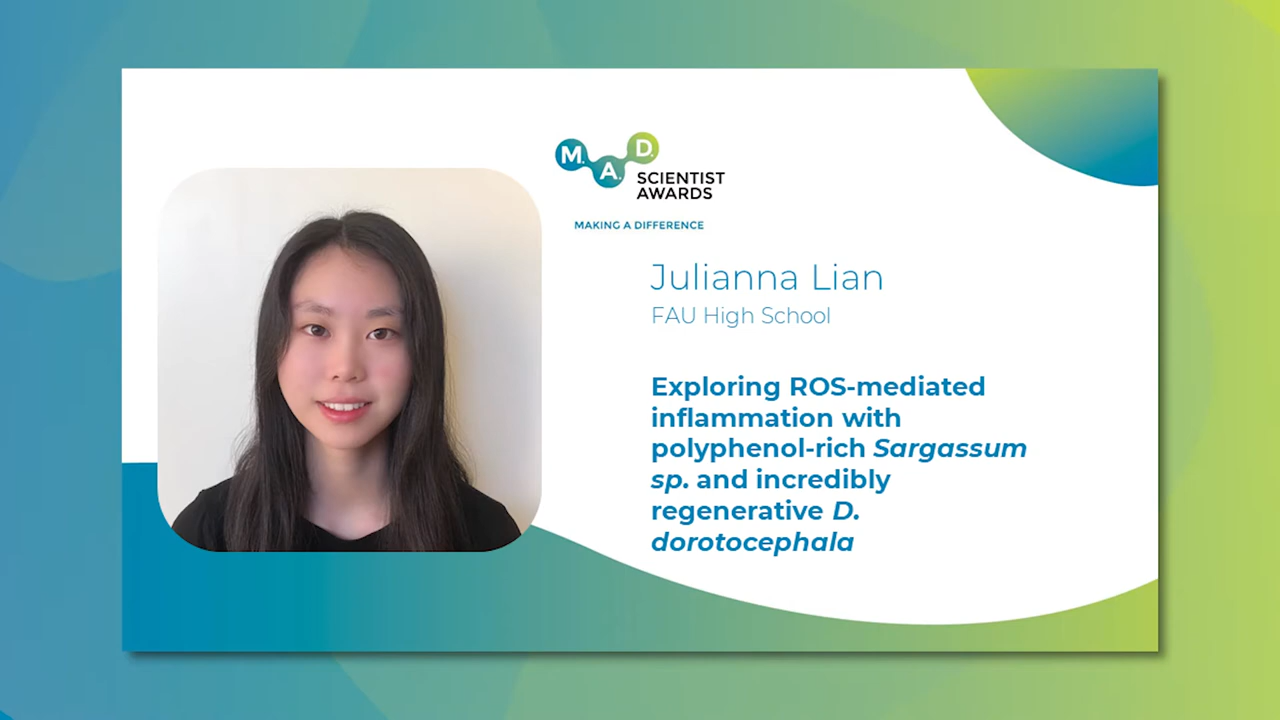 M. A. D.
SCIENTIST
AWARDS
MAKING A DIFFERENCE
Julianna Lian
FAU High School
Exploring ROS-mediated
inflammation with
polyphenol-rich Sargassum
sp. and incredibly
regenerative D.
dorotocephala